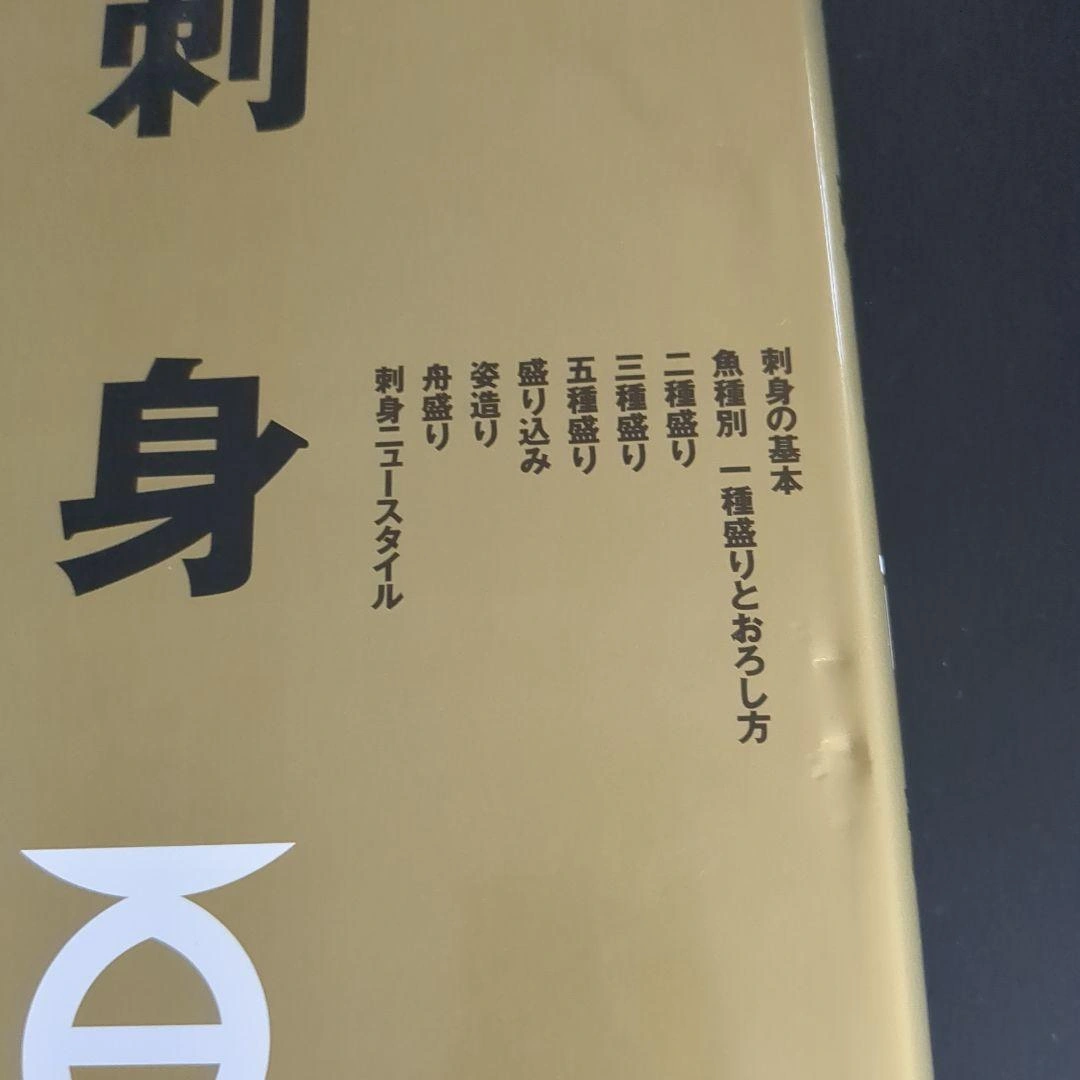 刺身の基本
魚種別 一種盛りとおろし方
二種盛り
三種盛り
五種盛り
盛り込み
姿造り
舟盛り
刺身ニュースタイル
刺身